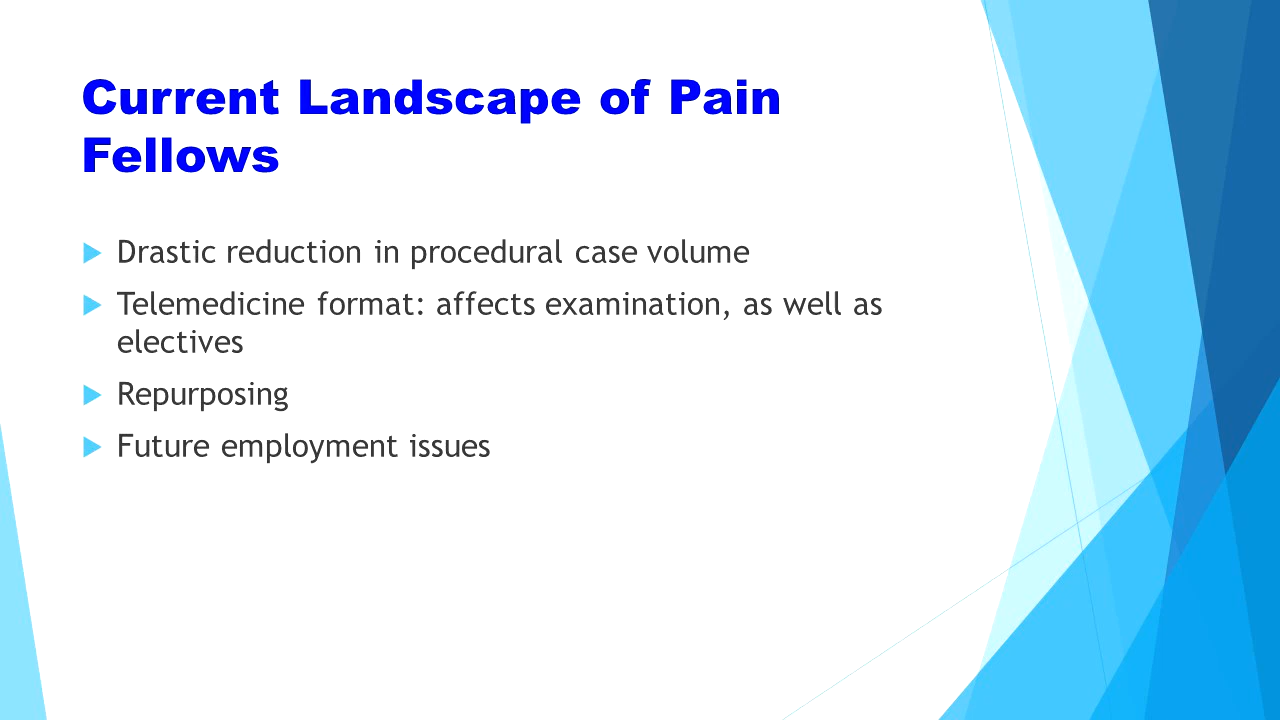 Current Landscape of Pain
Fellows
Drastic reduction in procedural case volume
Telemedicine format: affects examination, as well as
electives
Repurposing
Future employment issues